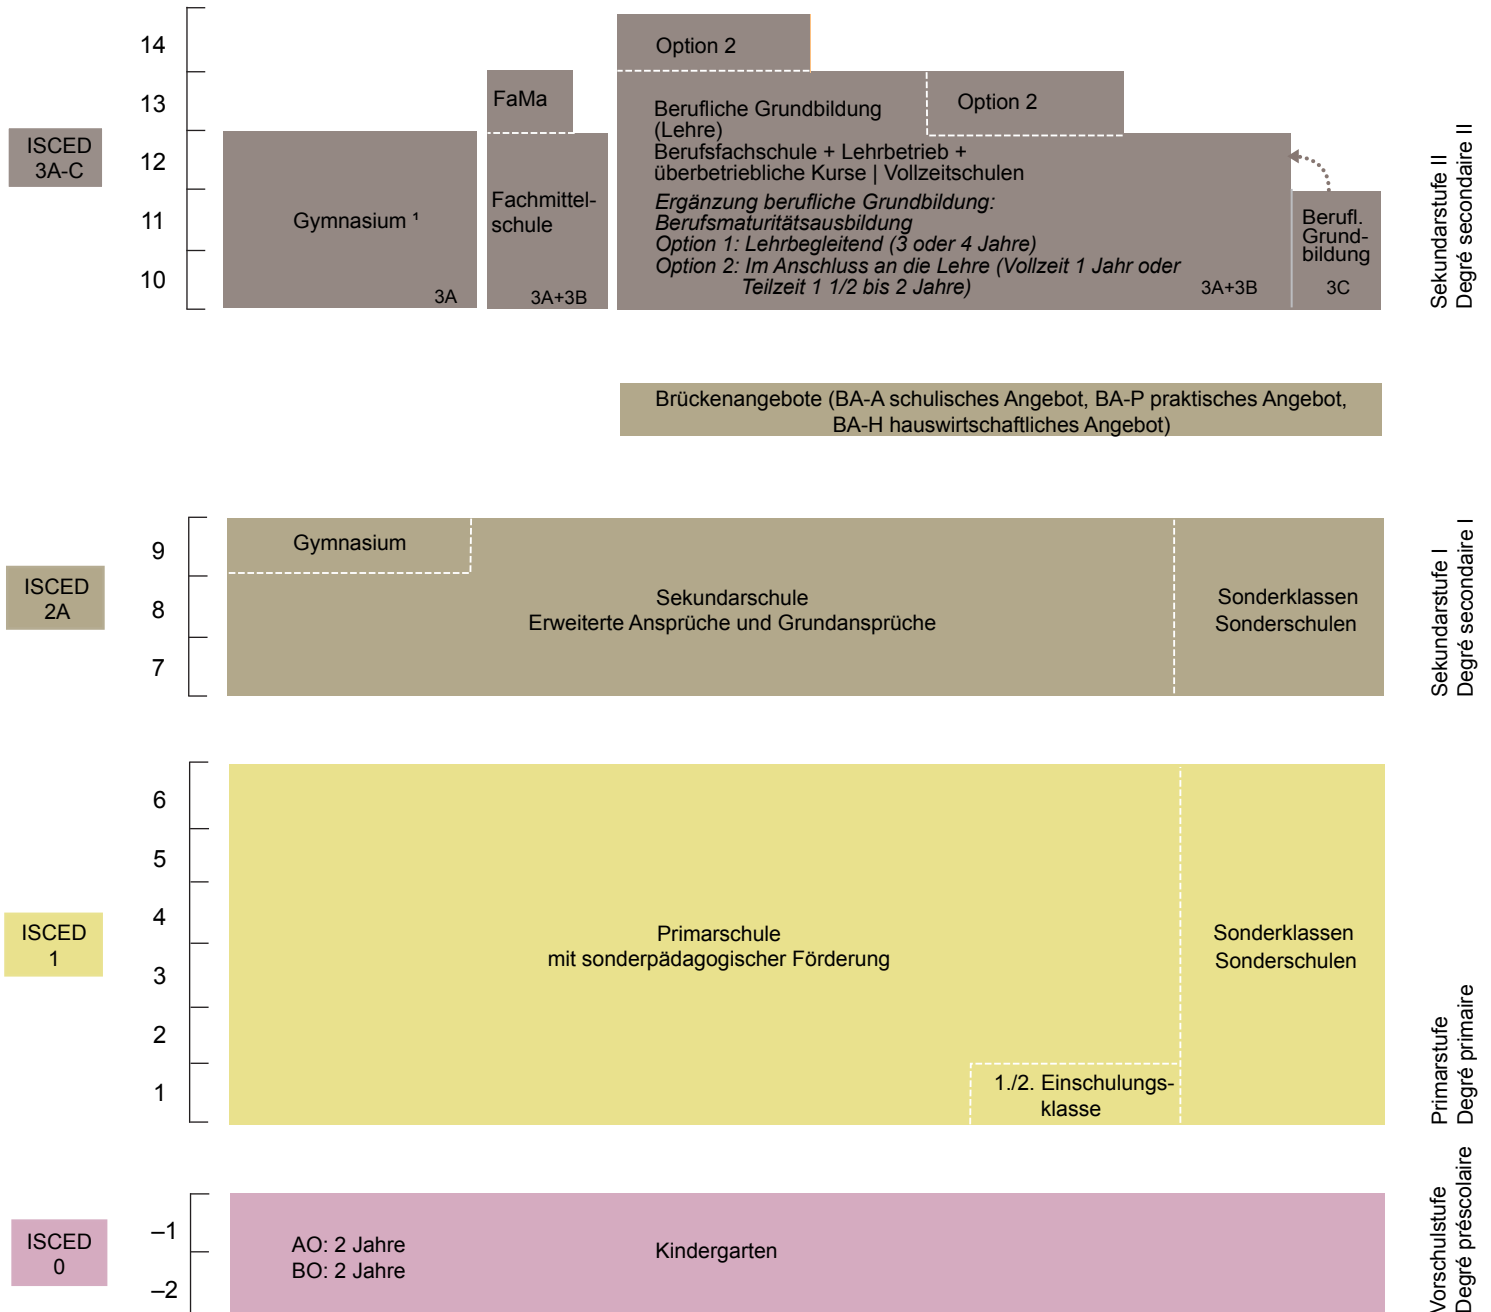 14
13
12
11
10
ISCED
3A-C
Gymnasium ¹
3A
FaMa
Fachmittel-
schule
3A+3B
Option 2
Berufliche Grundbildung
(Lehre)
Berufsfachschule + Lehrbetrieb +
überbetriebliche Kurse | Vollzeitschulen
Ergänzung berufliche Grundbildung:
Berufsmaturitätsausbildung
Option 1: Lehrbegleitend (3 oder 4 Jahre)
Option 2: Im Anschluss an die Lehre (Vollzeit 1 Jahr oder
Teilzeit 1 1/2 bis 2 Jahre)
3A+3B
Option 2
Berufl.
Grund-
bildung
3C
Sekundarstufe II
Degré secondaire II
Brückenangebote (BA-A schulisches Angebot, BA-P praktisches Angebot,
BA-H hauswirtschaftliches Angebot)
ISCED
2A
9
8
7
Gymnasium
Sekundarschule
Erweiterte Ansprüche und Grundansprüche
Sonderklassen
Sonderschulen
Sekundarstufe I
Degré secondaire I
ISCED
1
6
5
4
3
2
1
Primarschule
mit sonderpädagogischer Förderung
1./2. Einschulungs-
klasse
Sonderklassen
Sonderschulen
Primarstufe
Degré primaire
ISCED
0
–1
–2
AO: 2 Jahre
BO: 2 Jahre
Kindergarten
Vorschulstufe
Degré préscolaire